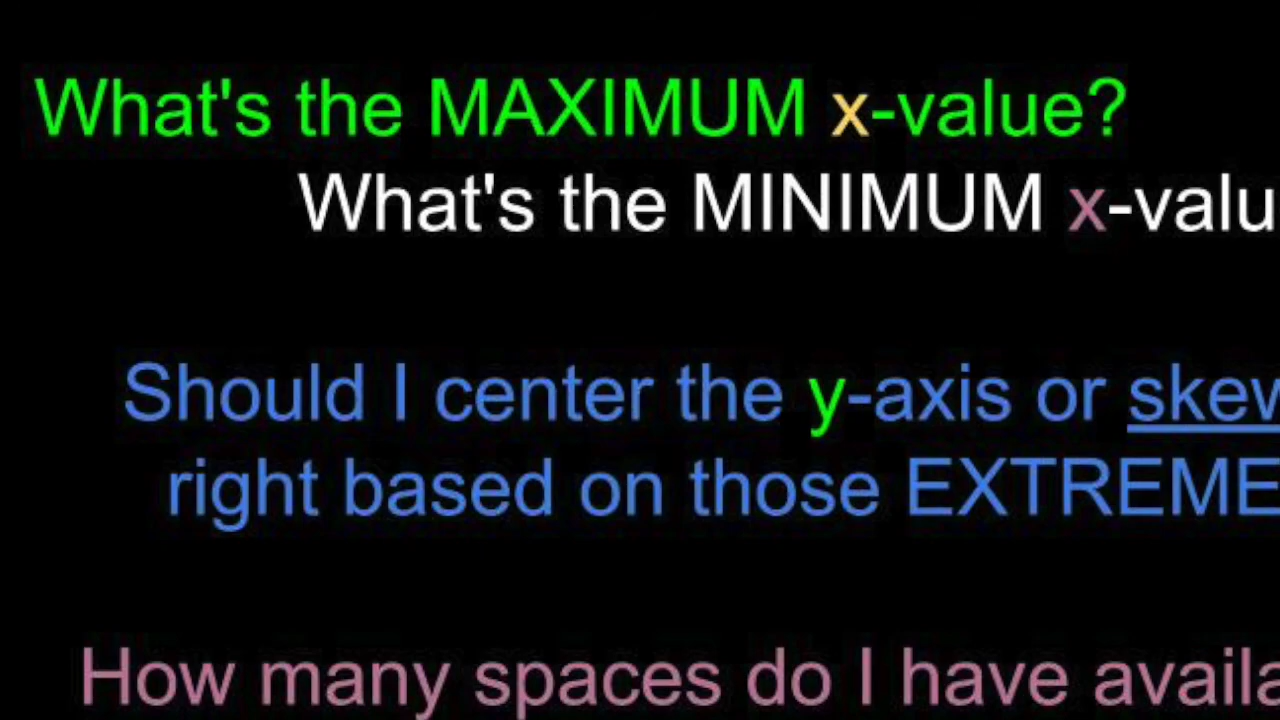 What's the MAXIMUM x-value?
What's the MINIMUM x-valu
Should I center the y-axis or skew
right based on those EXTREME
How many spaces do I have availa